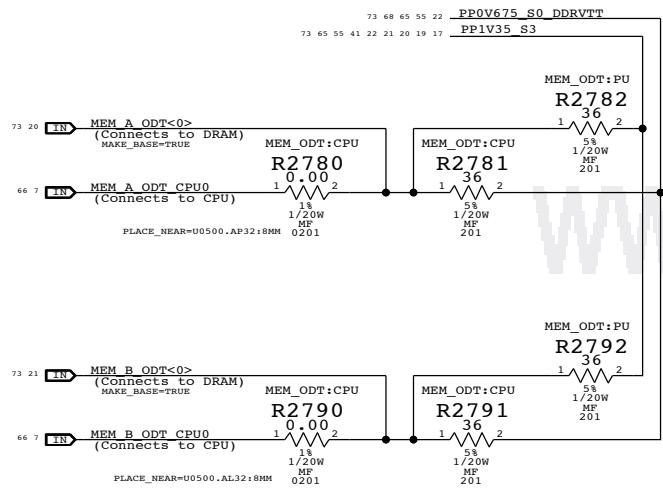 73 68 65 55 22 PP0V675_S0_DDRVTT
73 65 55 41 22 21 20 19 17 PP1V35_S3
MEM_ODT:PU
R2782
36
1 2
5%
1/20W
MF
201
73 20 IN MEM_A_ODT<0>
(Connects to DRAM)
MAKE_BASE=TRUE
MEM_ODT:CPU
R2780
0.00
1 2
1%
1/20W
MF
0201
MEM_ODT:CPU
R2781
36
1 2
5%
1/20W
MF
201
66 7 IN MEM_A_ODT_CPU0
(Connects to CPU)
PLACE_NEAR=U0500.AP32:8MM
W
MEM_ODT:PU
R2792
36
1 2
5%
1/20W
MF
201
73 21 IN MEM_B_ODT<0>
(Connects to DRAM)
MAKE_BASE=TRUE
MEM_ODT:CPU
R2790
0.00
1 2
1%
1/20W
MF
0201
MEM_ODT:CPU
R2791
36
1 2
5%
1/20W
MF
201
66 7 IN MEM_B_ODT_CPU0
(Connects to CPU)
PLACE_NEAR=U0500.AL32:8MM